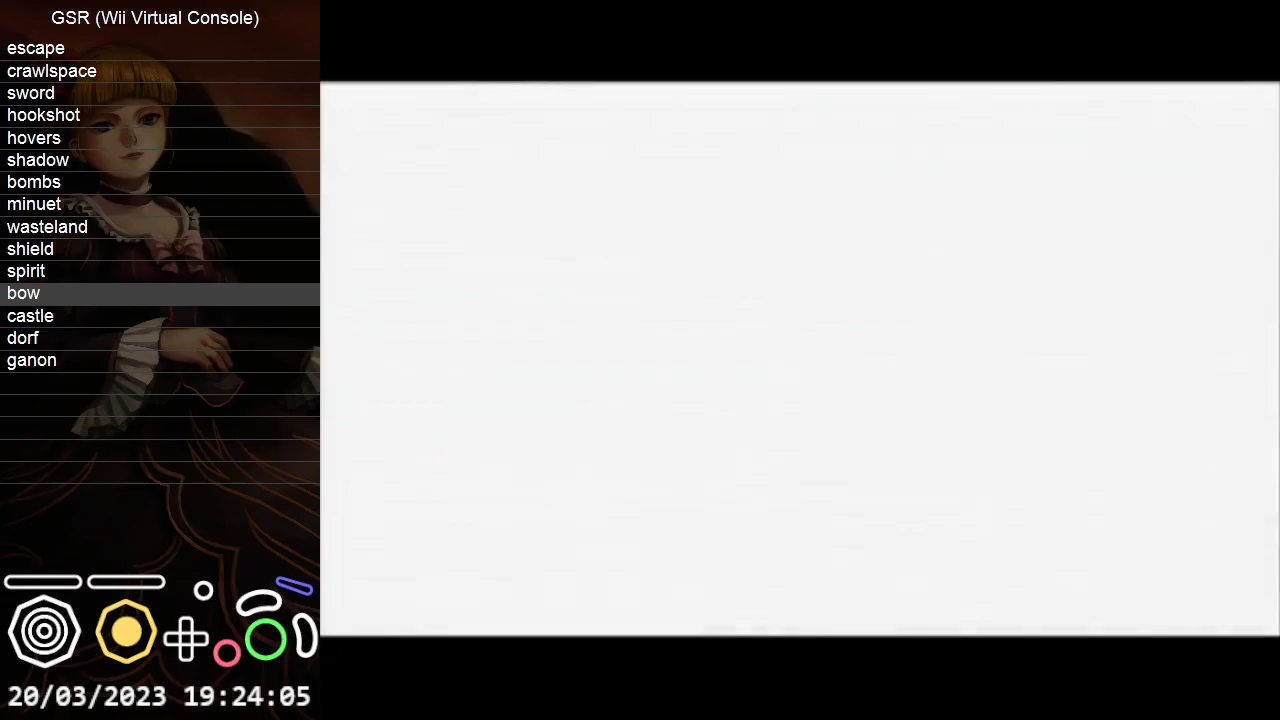 GSR (Wii Virtual Console)
escape
crawlspace
sword
hookshot
hovers
shadow
bombs
minuet
wasteland
shield
spirit
bow
castle
dorf
ganon
20/03/2023 19:24:05